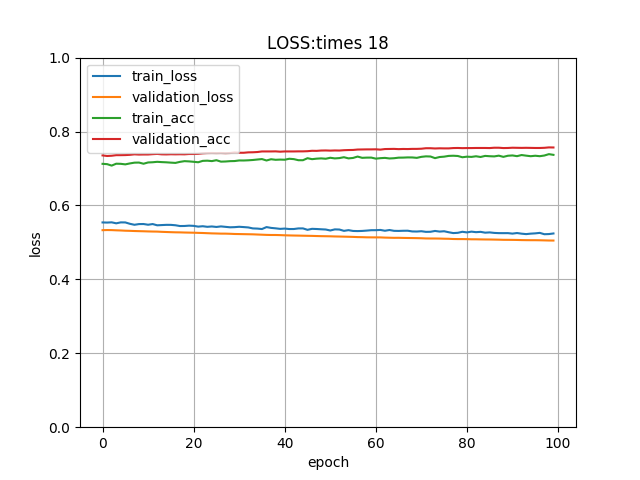 LOSS:times 18
train_loss
validation_loss
train_acc
validation_acc
1.0
0.8
0.6
0.4
0.2
0.0
loss
0
20
40
60
80
100
epoch